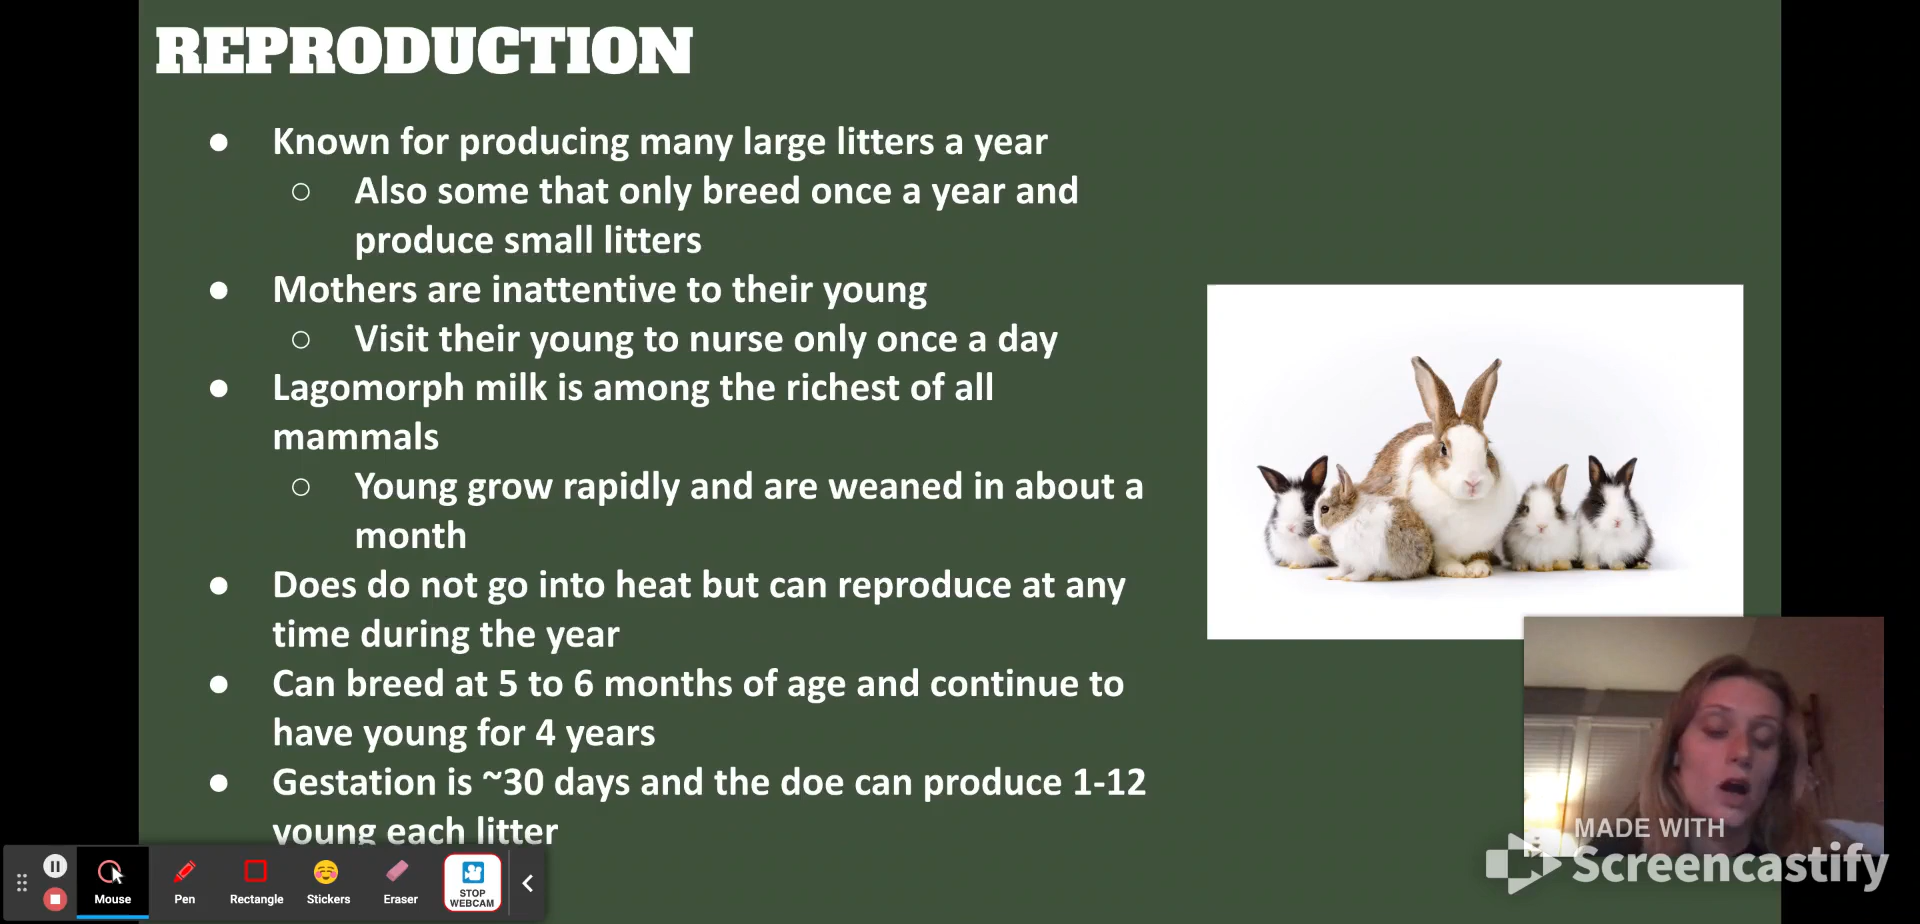 REPRODUCTION
● Known for producing many large litters a year
○ Also some that only breed once a year and
produce small litters
● Mothers are inattentive to their young
○ Visit their young to nurse only once a day
● Lagomorph milk is among the richest of all
mammals
○ Young grow rapidly and are weaned in about a
month
● Does do not go into heat but can reproduce at any
time during the year
● Can breed at 5 to 6 months of age and continue to
have young for 4 years
● Gestation is ~30 days and the doe can produce 1-12
young each litter
Mouse
Pen
Rectangle
Stickers
Eraser
STOP
WEBCAM
MADE WITH
Screencastify